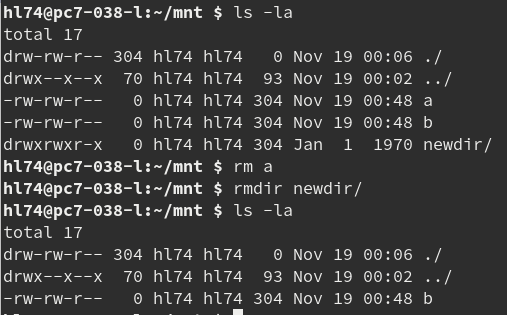 hl74@pc7-038-l:~/mnt $ ls -la
total 17
drw-rw-r-- 304 hl74 hl74   0 Nov 19 00:06 ./
drwx--x--x  70 hl74 hl74  93 Nov 19 00:02 ../
-rw-rw-r--   0 hl74 hl74 304 Nov 19 00:48 a
-rw-rw-r--   0 hl74 hl74 304 Nov 19 00:48 b
drwxrwxr-x   0 hl74 hl74 304 Jan  1  1970 newdir/
hl74@pc7-038-l:~/mnt $ rm a
hl74@pc7-038-l:~/mnt $ rmdir newdir/
hl74@pc7-038-l:~/mnt $ ls -la
total 17
drw-rw-r-- 304 hl74 hl74   0 Nov 19 00:06 ./
drwx--x--x  70 hl74 hl74  93 Nov 19 00:02 ../
-rw-rw-r--   0 hl74 hl74 304 Nov 19 00:48 b